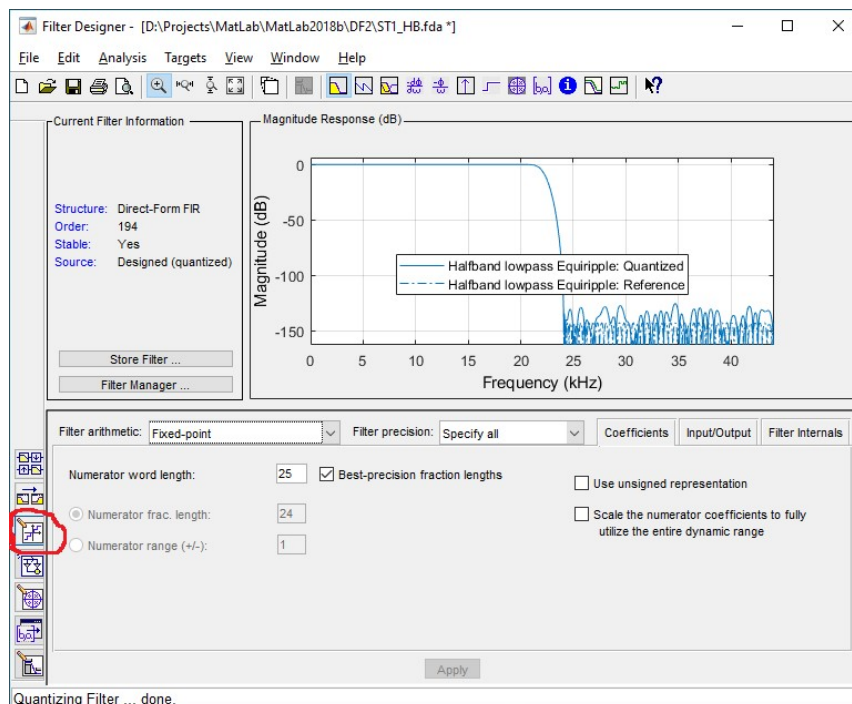 Filter Designer - [D:\Projects\MatLab\MatLab2018b\DF2\ST1_HB.fda *]
File Edit Analysis Targets View Window Help
Current Filter Information
Structure: Direct-Form FIR
Order: 194
Stable: Yes
Source: Designed (quantized)
Store Filter ...
Filter Manager ...
Magnitude Response (dB)
Magnitude (dB)
0
-50
-100
-150
Halfband lowpass Equiripple: Quantized
Halfband lowpass Equiripple: Reference
0 5 10 15 20 25 30 35 40
Frequency (kHz)
Filter arithmetic: Fixed-point Filter precision: Specify all Coefficients Input/Output Filter Internals
Numerator word length: 25 Best-precision fraction lengths
Numerator frac. length: 24
Numerator range (+/-): 1
Use unsigned representation
Scale the numerator coefficients to fully
utilize the entire dynamic range
Apply
Quantizing Filter ... done.